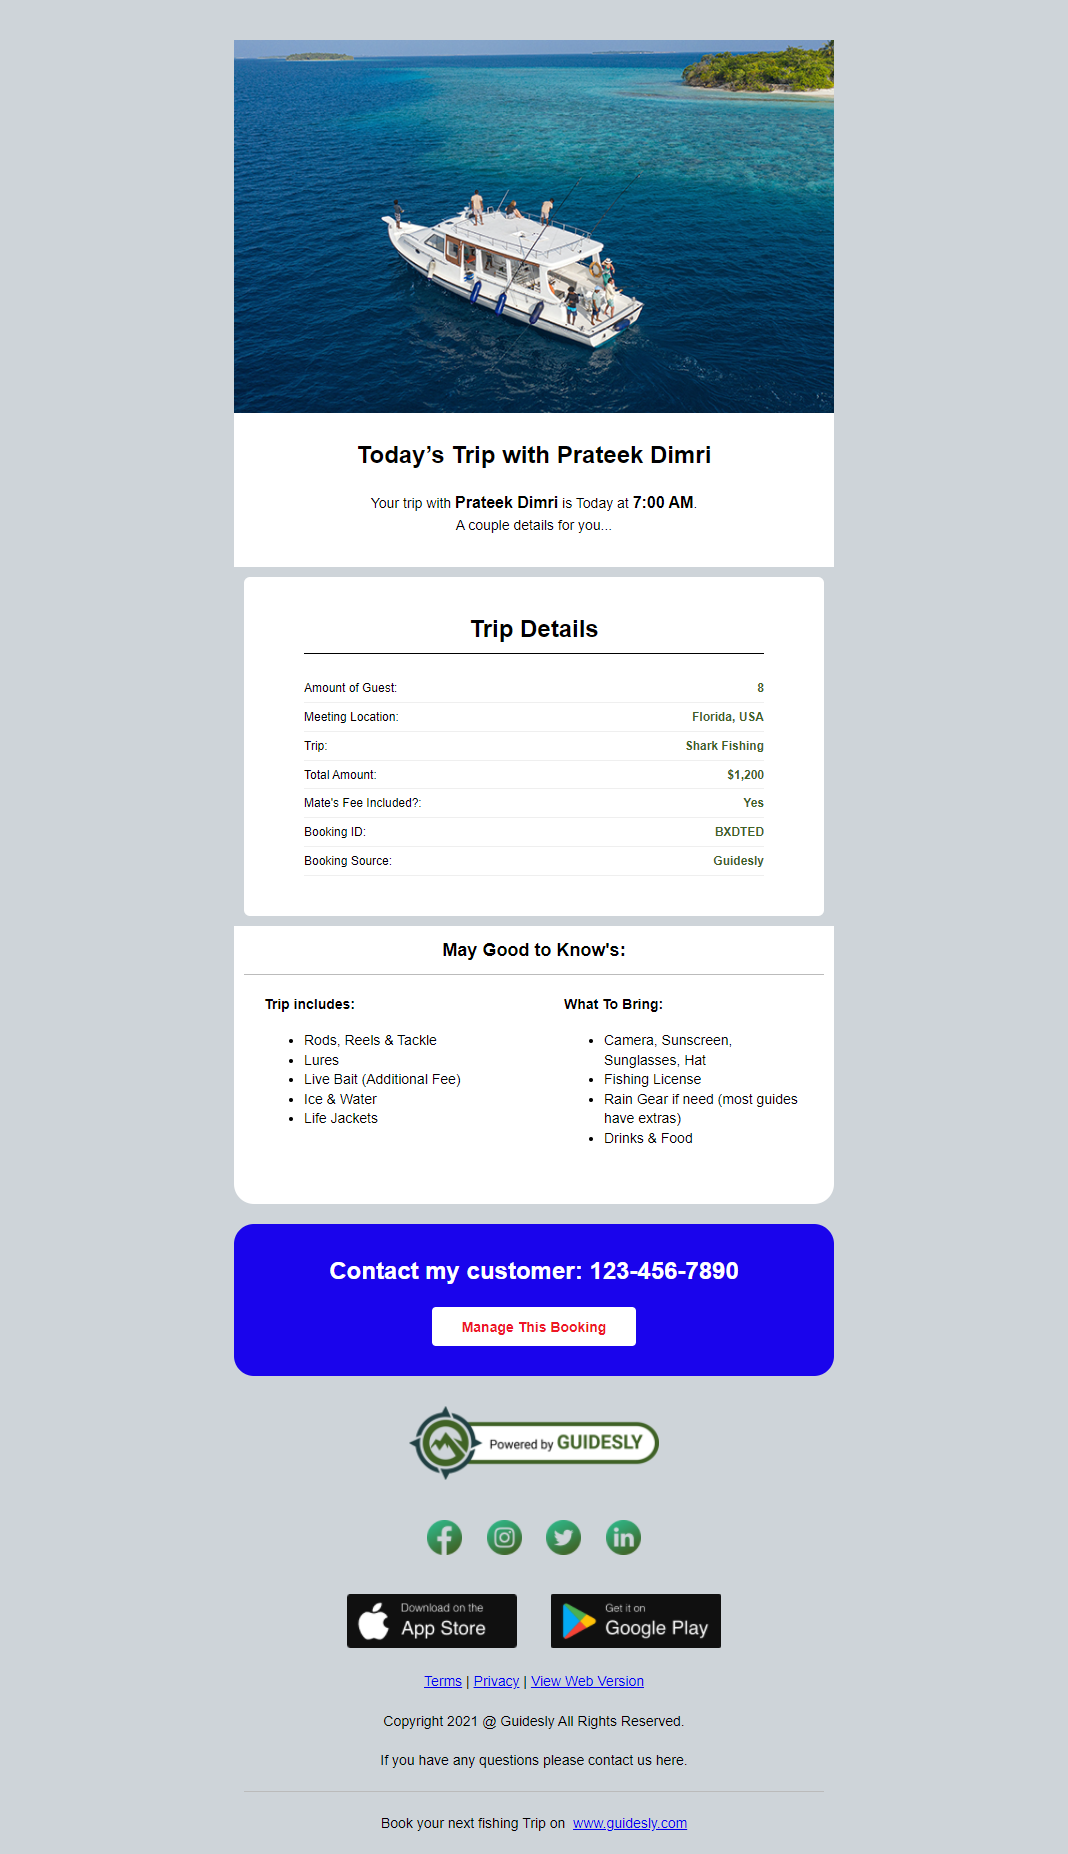 Today’s Trip with Prateek Dimri
Your trip with Prateek Dimri is Today at 7:00 AM.
A couple details for you...
Trip Details
Amount of Guest: 8
Meeting Location: Florida, USA
Trip: Shark Fishing
Total Amount: $1,200
Mate's Fee Included?: Yes
Booking ID: BXDTED
Booking Source: Guidesly
May Good to Know's:
Trip includes:
Rods, Reels & Tackle
Lures
Live Bait (Additional Fee)
Ice & Water
Life Jackets
What To Bring:
Camera, Sunscreen,
Sunglasses, Hat
Fishing License
Rain Gear if need (most guides
have extras)
Drinks & Food
Contact my customer: 123-456-7890
Manage This Booking
Powered by GUIDESLY
Download on the
App Store
Get it on
Google Play
Terms | Privacy | View Web Version
Copyright 2021 @ Guidesly All Rights Reserved.
If you have any questions please contact us here.
Book your next fishing Trip on www.guidesly.com